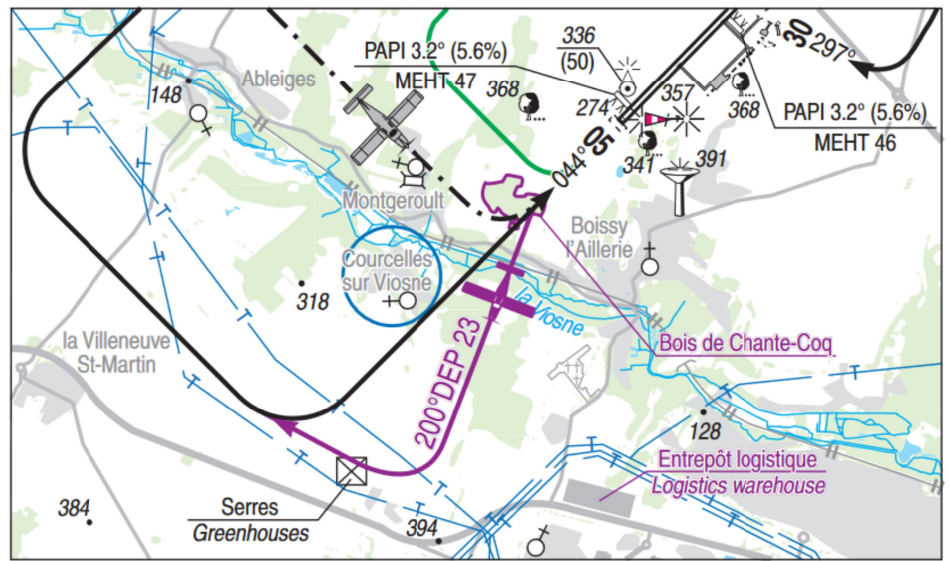 PAPI 3.2° (5.6%)
MEHT 47
336
(50)
30
297°
Ableiges
148
368
274
357
368
PAPI 3.2° (5.6%)
MEHT 46
05
044°
341
391
Montgeroult
Boissy
l'Aillerie
Courcelles
sur Viosne
318
la Viosne
la Villeneuve
St-Martin
200°DEP 23
Bois de Chante-Coq
128
Entrepôt logistique
Logistics warehouse
Serres
Greenhouses
384
394